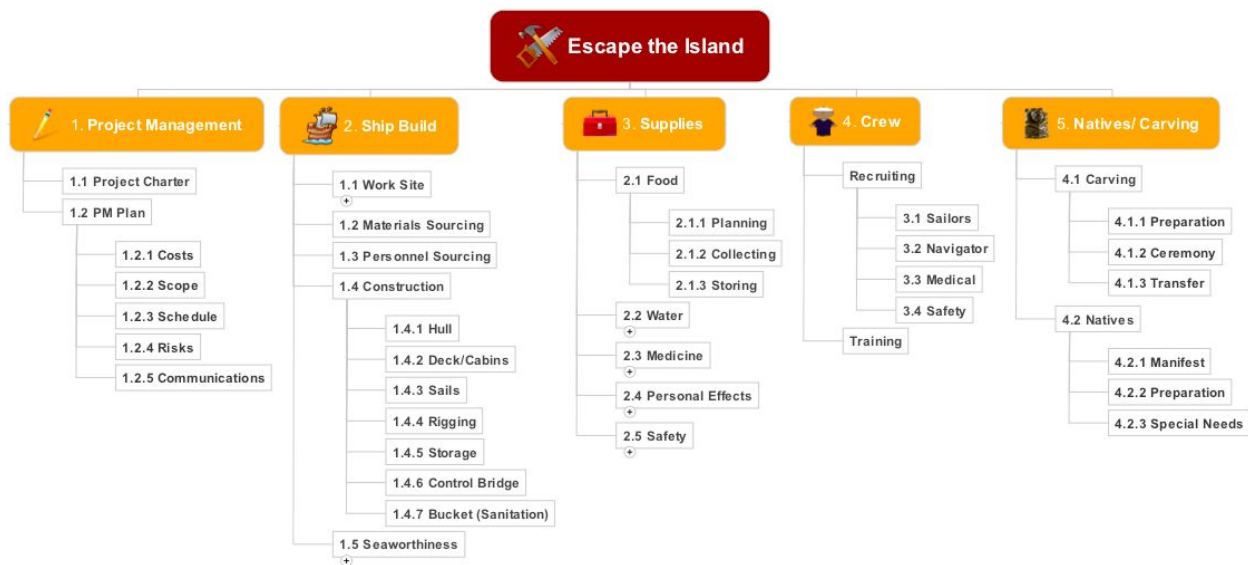 Escape the Island
1. Project Management
1.1 Project Charter
1.2 PM Plan
1.2.1 Costs
1.2.2 Scope
1.2.3 Schedule
1.2.4 Risks
1.2.5 Communications
2. Ship Build
1.1 Work Site
1.2 Materials Sourcing
1.3 Personnel Sourcing
1.4 Construction
1.4.1 Hull
1.4.2 Deck/Cabins
1.4.3 Sails
1.4.4 Rigging
1.4.5 Storage
1.4.6 Control Bridge
1.4.7 Bucket (Sanitation)
1.5 Seaworthiness
3. Supplies
2.1 Food
2.1.1 Planning
2.1.2 Collecting
2.1.3 Storing
2.2 Water
2.3 Medicine
2.4 Personal Effects
2.5 Safety
4. Crew
Recruiting
3.1 Sailors
3.2 Navigator
3.3 Medical
3.4 Safety
Training
5. Natives/ Carving
4.1 Carving
4.1.1 Preparation
4.1.2 Ceremony
4.1.3 Transfer
4.2 Natives
4.2.1 Manifest
4.2.2 Preparation
4.2.3 Special Needs